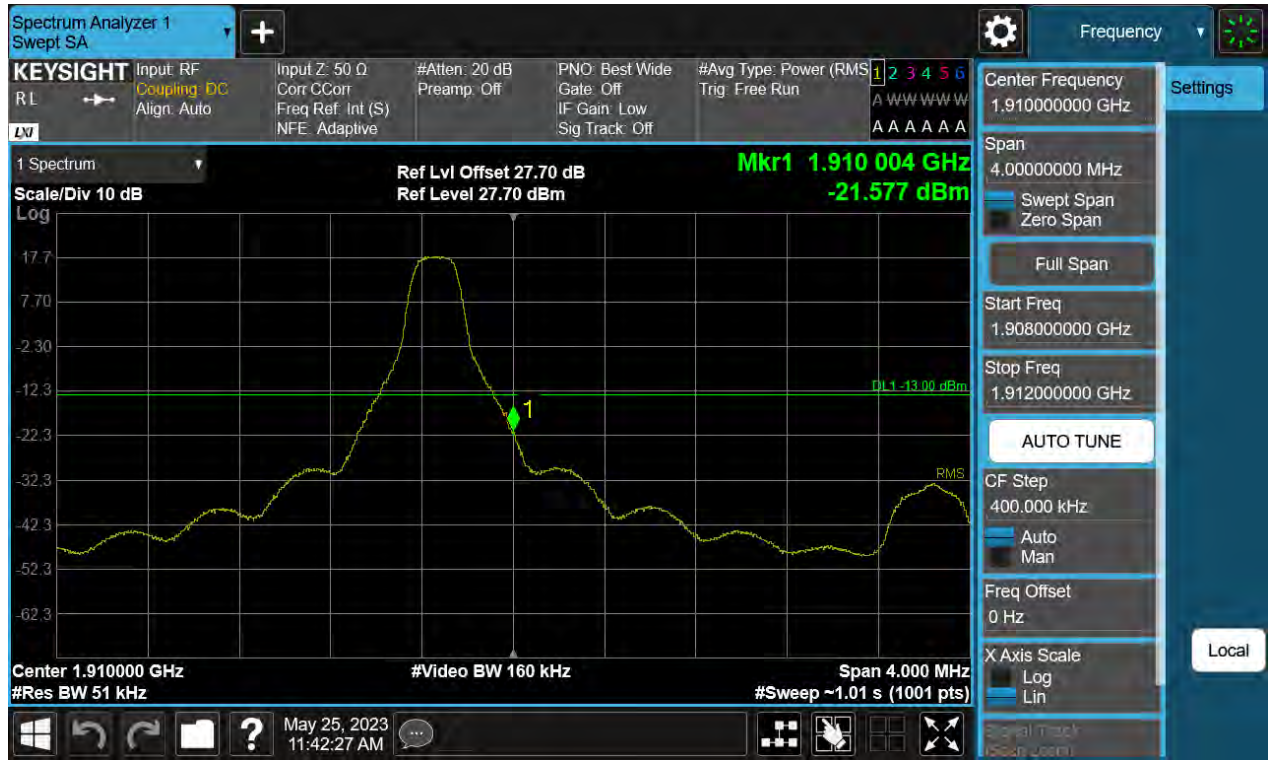 Spectrum Analyzer 1
Swept SA
Frequency
KEYSIGHT
RL
LXI
Input: RF
Coupling: DC
Align: Auto
Input Z: 50 Ω
Corr CCorr
Freq Ref: Int (S)
NFE: Adaptive
#Atten: 20 dB
Preamp: Off
PNO: Best Wide
Gate: Off
IF Gain: Low
Sig Track: Off
#Avg Type: Power (RMS
Trig: Free Run
1 2 3 4 5 6
A W W W W W
A A A A A A
1 Spectrum
Scale/Div 10 dB
Ref Lvl Offset 27.70 dB
Ref Level 27.70 dBm
Mkr1 1.910 004 GHz
-21.577 dBm
Log
17.7
7.70
-2.30
-12.3
-22.3
-32.3
-42.3
-52.3
-62.3
DL1 -13.00 dBm
1
RMS
Center 1.910000 GHz
#Video BW 160 kHz
Span 4.000 MHz
#Res BW 51 kHz
#Sweep ~1.01 s (1001 pts)
Center Frequency
1.910000000 GHz
Settings
Span
4.00000000 MHz
Swept Span
Zero Span
Full Span
Start Freq
1.908000000 GHz
Stop Freq
1.912000000 GHz
AUTO TUNE
CF Step
400.000 kHz
Auto
Man
Freq Offset
0 Hz
X Axis Scale
Log
Lin
Local
Signal Track
(Span Zoom)
?
May 25, 2023
11:42:27 AM